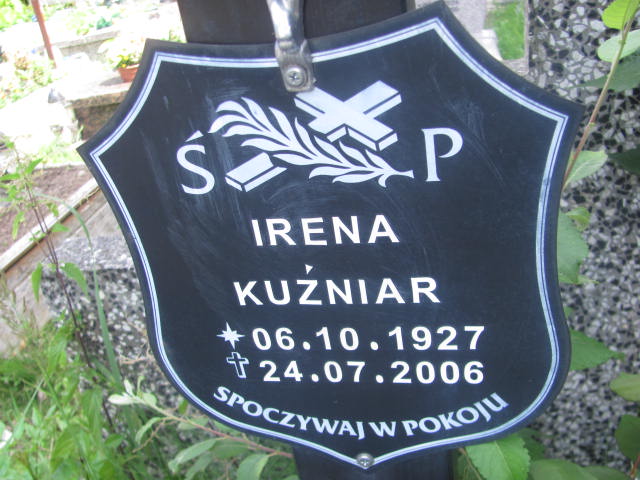 Ś P
IRENA
KUŹNIAR
06.10.1927
24.07.2006
SPOCZYWAJ W POKOJU